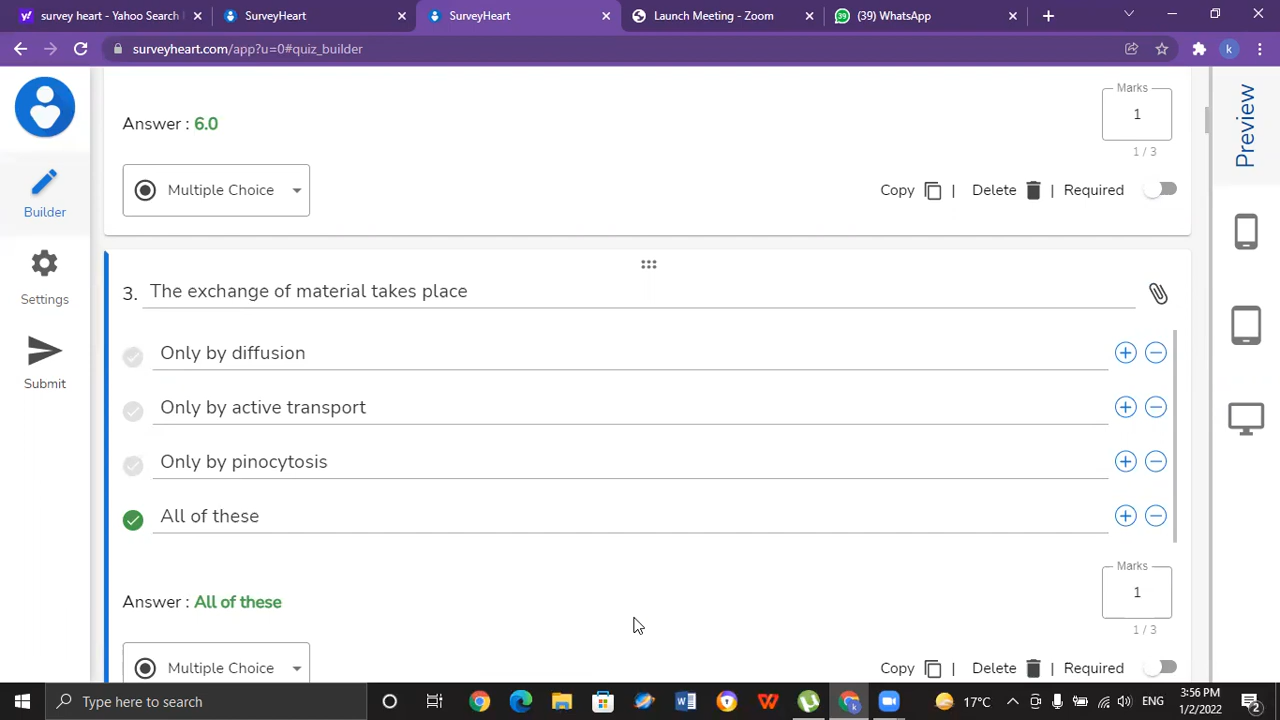 survey heart - Yahoo Search
SurveyHeart
SurveyHeart
Launch Meeting - Zoom
(39) WhatsApp
surveyheart.com/app?u=0#quiz_builder
k
Builder
Settings
Submit
Preview
Answer : 6.0
Marks
1
1 / 3
Multiple Choice
Copy | Delete | Required
3. The exchange of material takes place
Only by diffusion
Only by active transport
Only by pinocytosis
All of these
Answer : All of these
Marks
1
1 / 3
Multiple Choice
Copy | Delete | Required
Type here to search
17°C
ENG
3:56 PM
1/2/2022
2